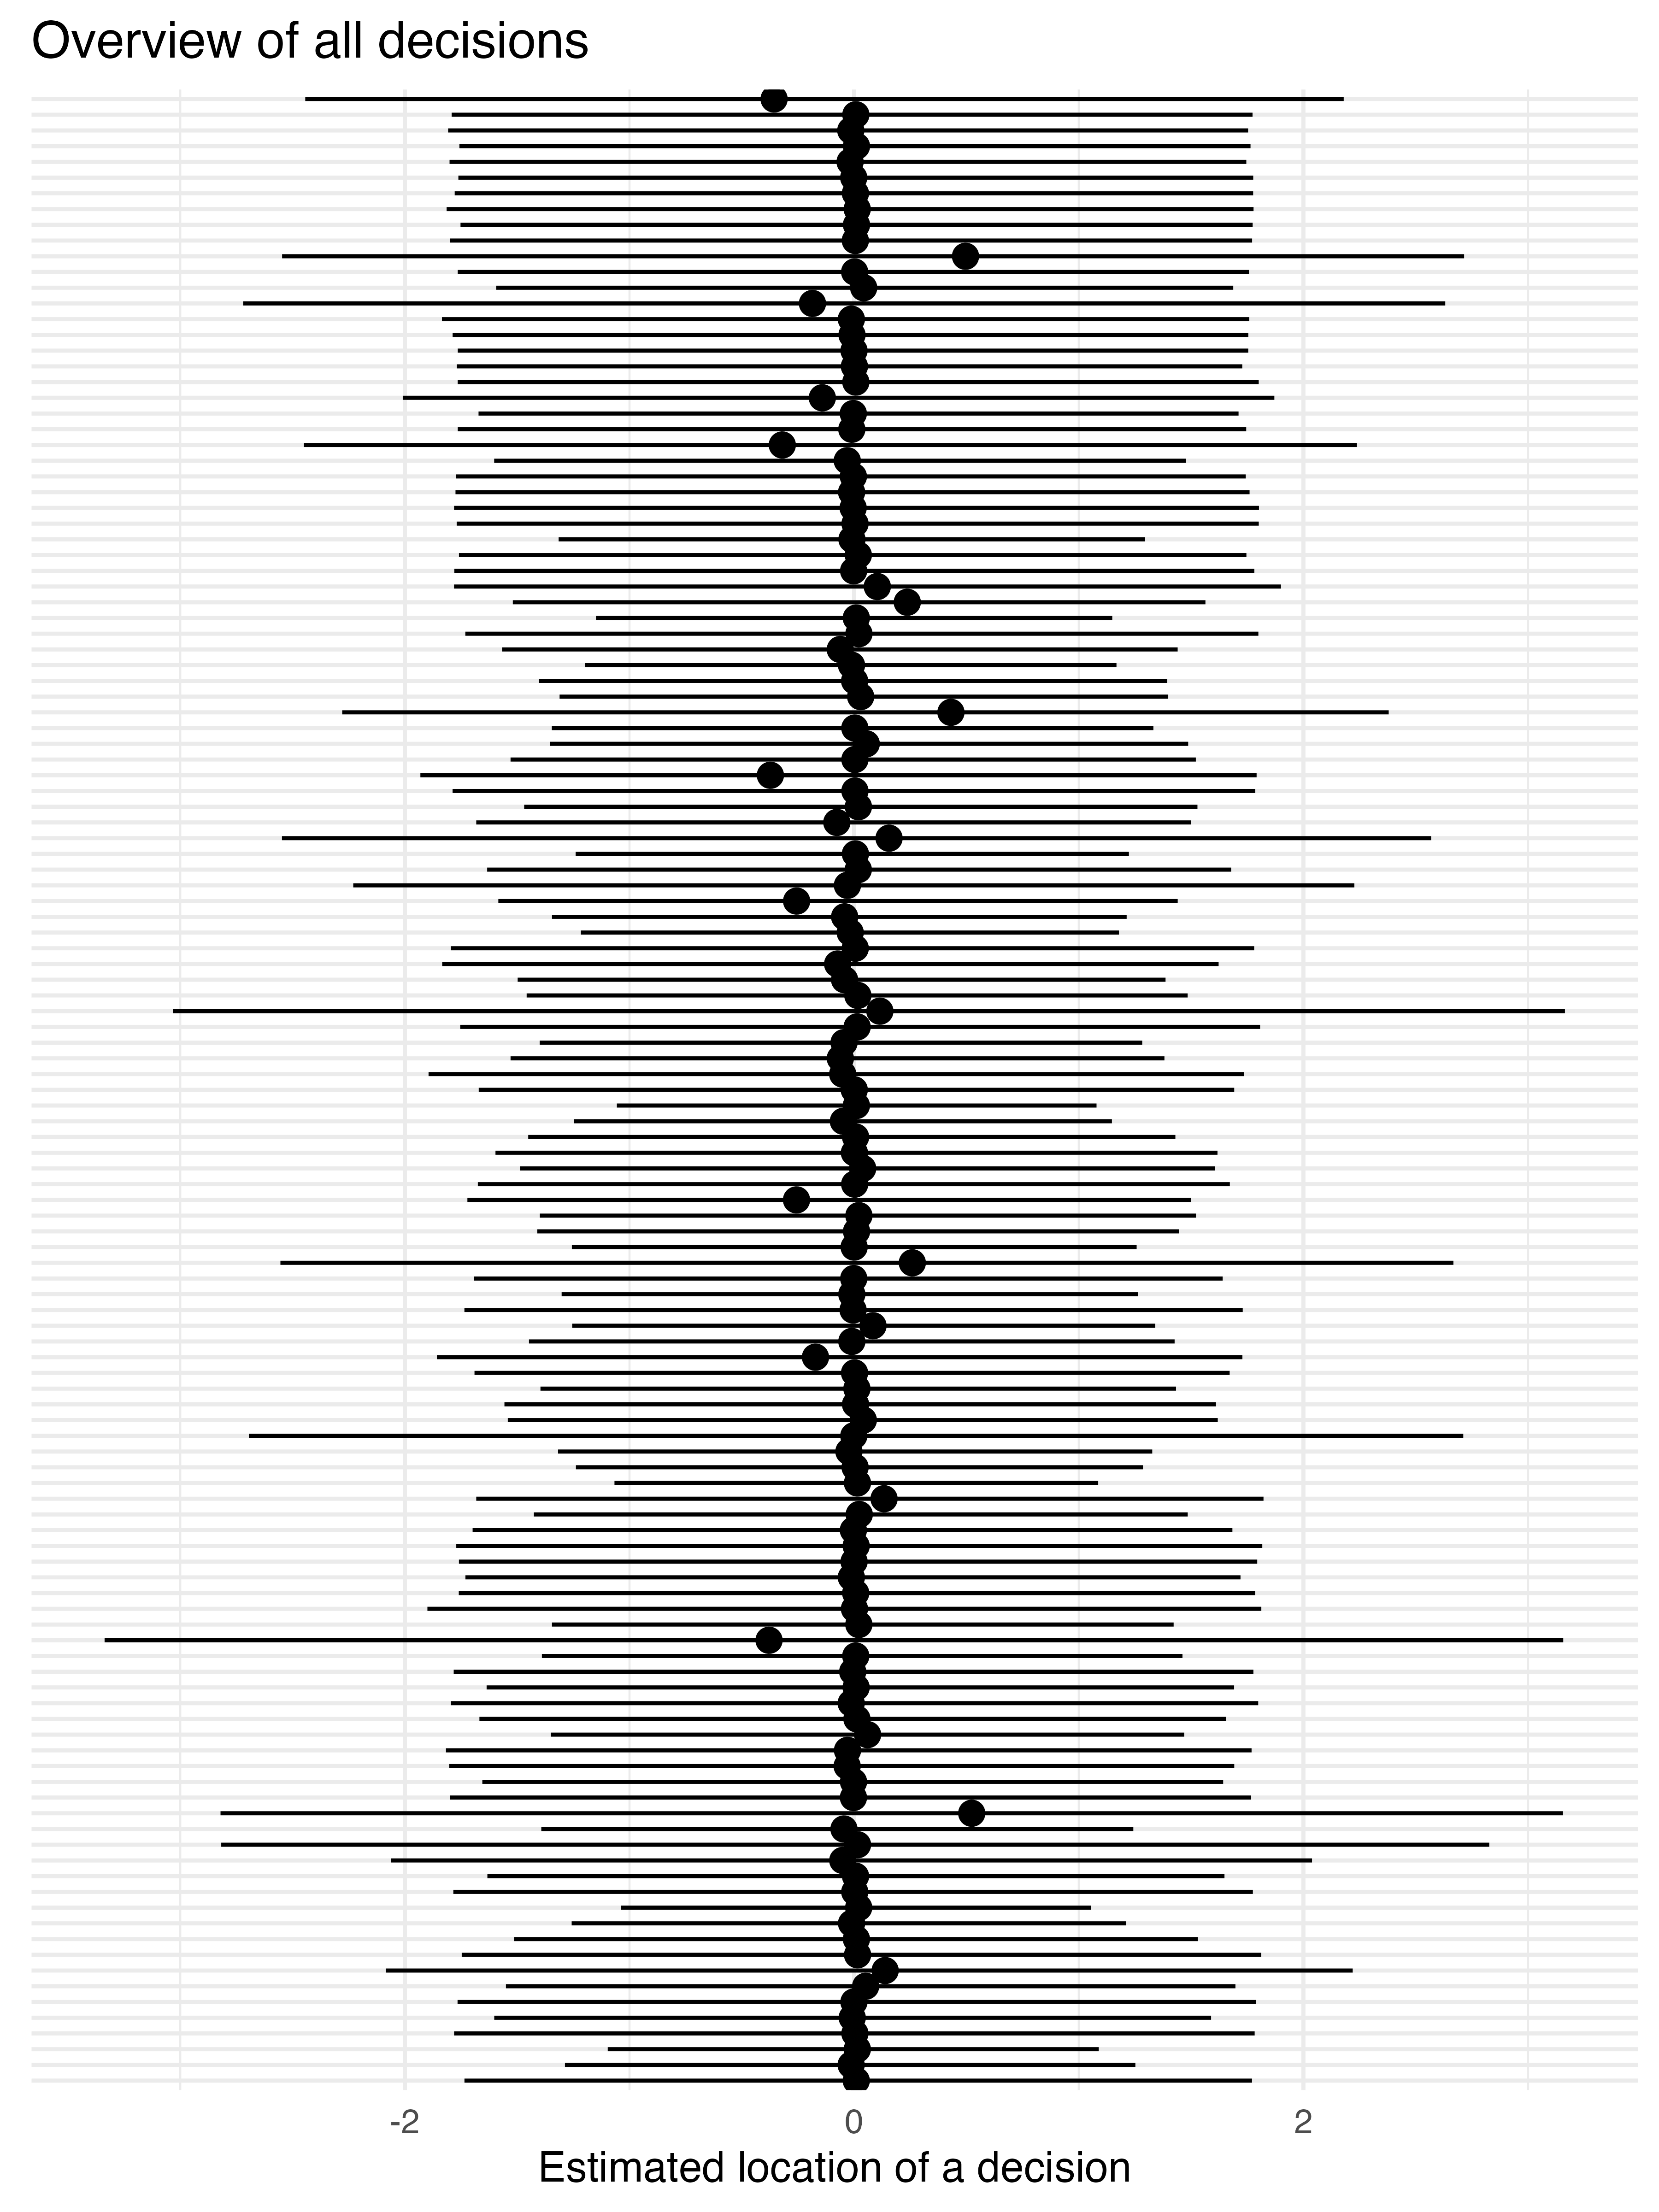 Overview of all decisions
-2 0 2
Estimated location of a decision